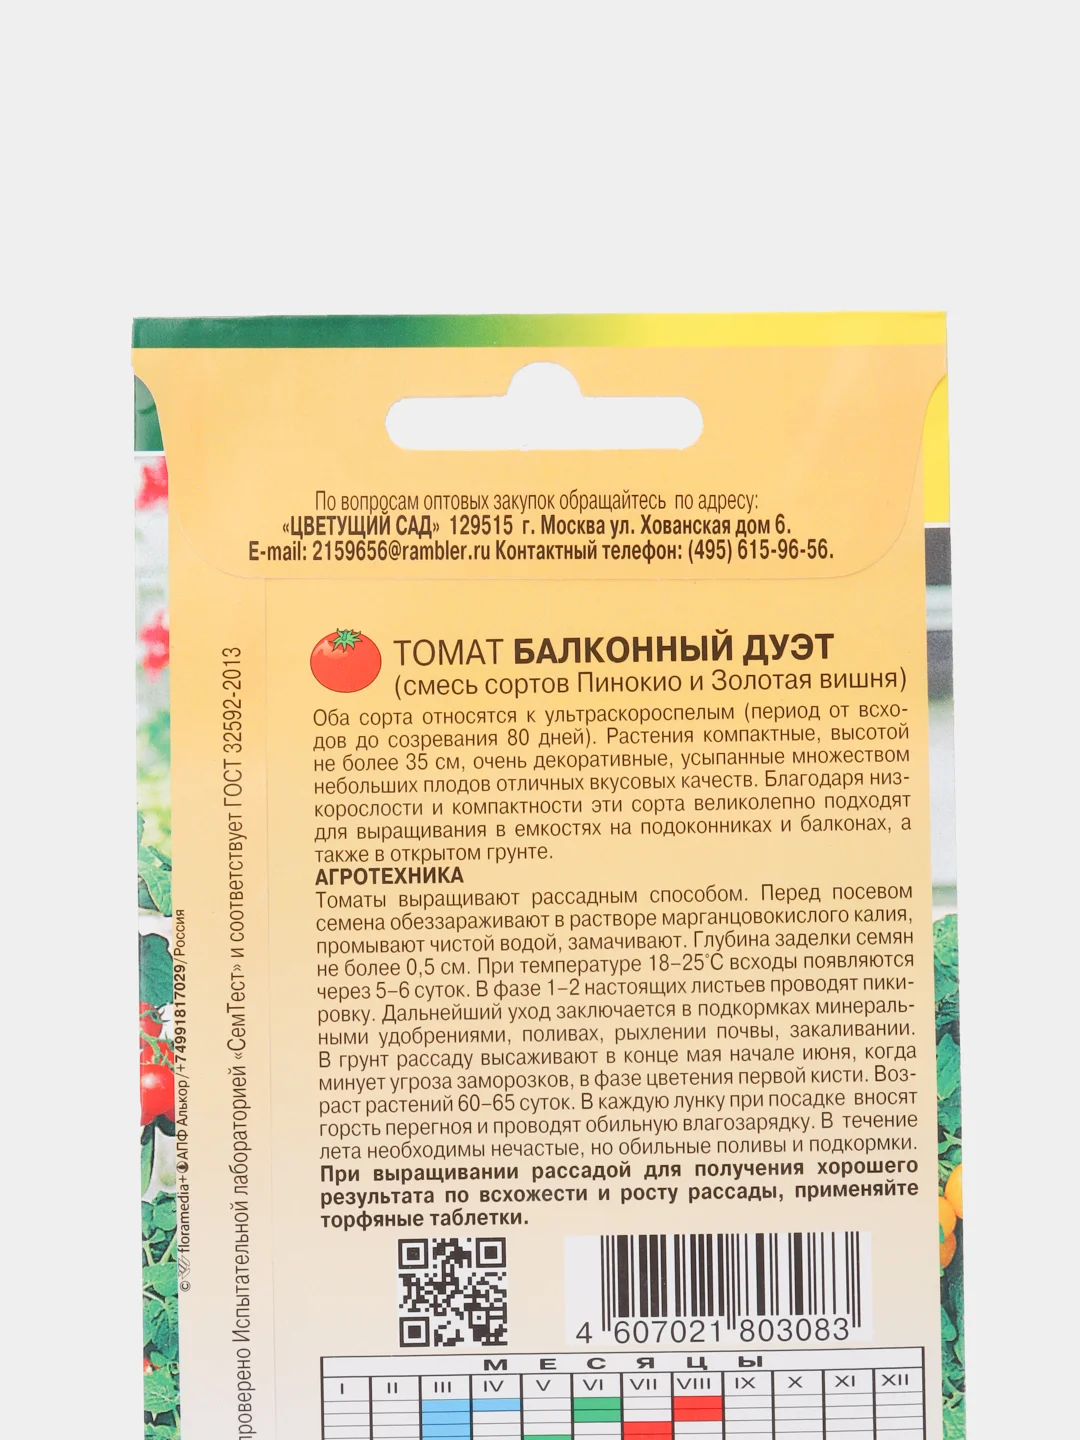 По вопросам оптовых закупок обращайтесь по адресу:
«ЦВЕТУЩИЙ САД» 129515 г. Москва ул. Хованская дом 6.
E-mail: 2159656@rambler.ru Контактный телефон: (495) 615-96-56.
ТОМАТ БАЛКОННЫЙ ДУЭТ
(смесь сортов Пинокио и Золотая вишня)
Оба сорта относятся к ультраскороспелым (период от всхо-
дов до созревания 80 дней). Растения компактные, высотой
не более 35 см, очень декоративные, усыпанные множеством
небольших плодов отличных вкусовых качеств. Благодаря низ-
корослости и компактности эти сорта великолепно подходят
для выращивания в емкостях на подоконниках и балконах, а
также в открытом грунте.
АГРОТЕХНИКА
Томаты выращивают рассадным способом. Перед посевом
семена обеззараживают в растворе марганцовокислого калия,
промывают чистой водой, замачивают. Глубина заделки семян
не более 0,5 см. При температуре 18–25°С всходы появляются
через 5–6 суток. В фазе 1–2 настоящих листьев проводят пики-
ровку. Дальнейший уход заключается в подкормках минераль-
ными удобрениями, поливах, рыхлении почвы, закаливании.
В грунт рассаду высаживают в конце мая начале июня, когда
минует угроза заморозков, в фазе цветения первой кисти. Воз-
раст растений 60–65 суток. В каждую лунку при посадке вносят
горсть перегноя и проводят обильную влагозарядку. В течение
лета необходимы нечастые, но обильные поливы и подкормки.
При выращивании рассадой для получения хорошего
результата по всхожести и росту рассады, применяйте
торфяные таблетки.
4 607021 803083
МЕСЯЦЫ
I II III IV V VI VII VIII IX X XI XII
проверено Испытательной лабораторией «СемТест» и соответствует ГОСТ 32592-2013
© floramedia+ АПФ Алькор/+74991817029/Россия